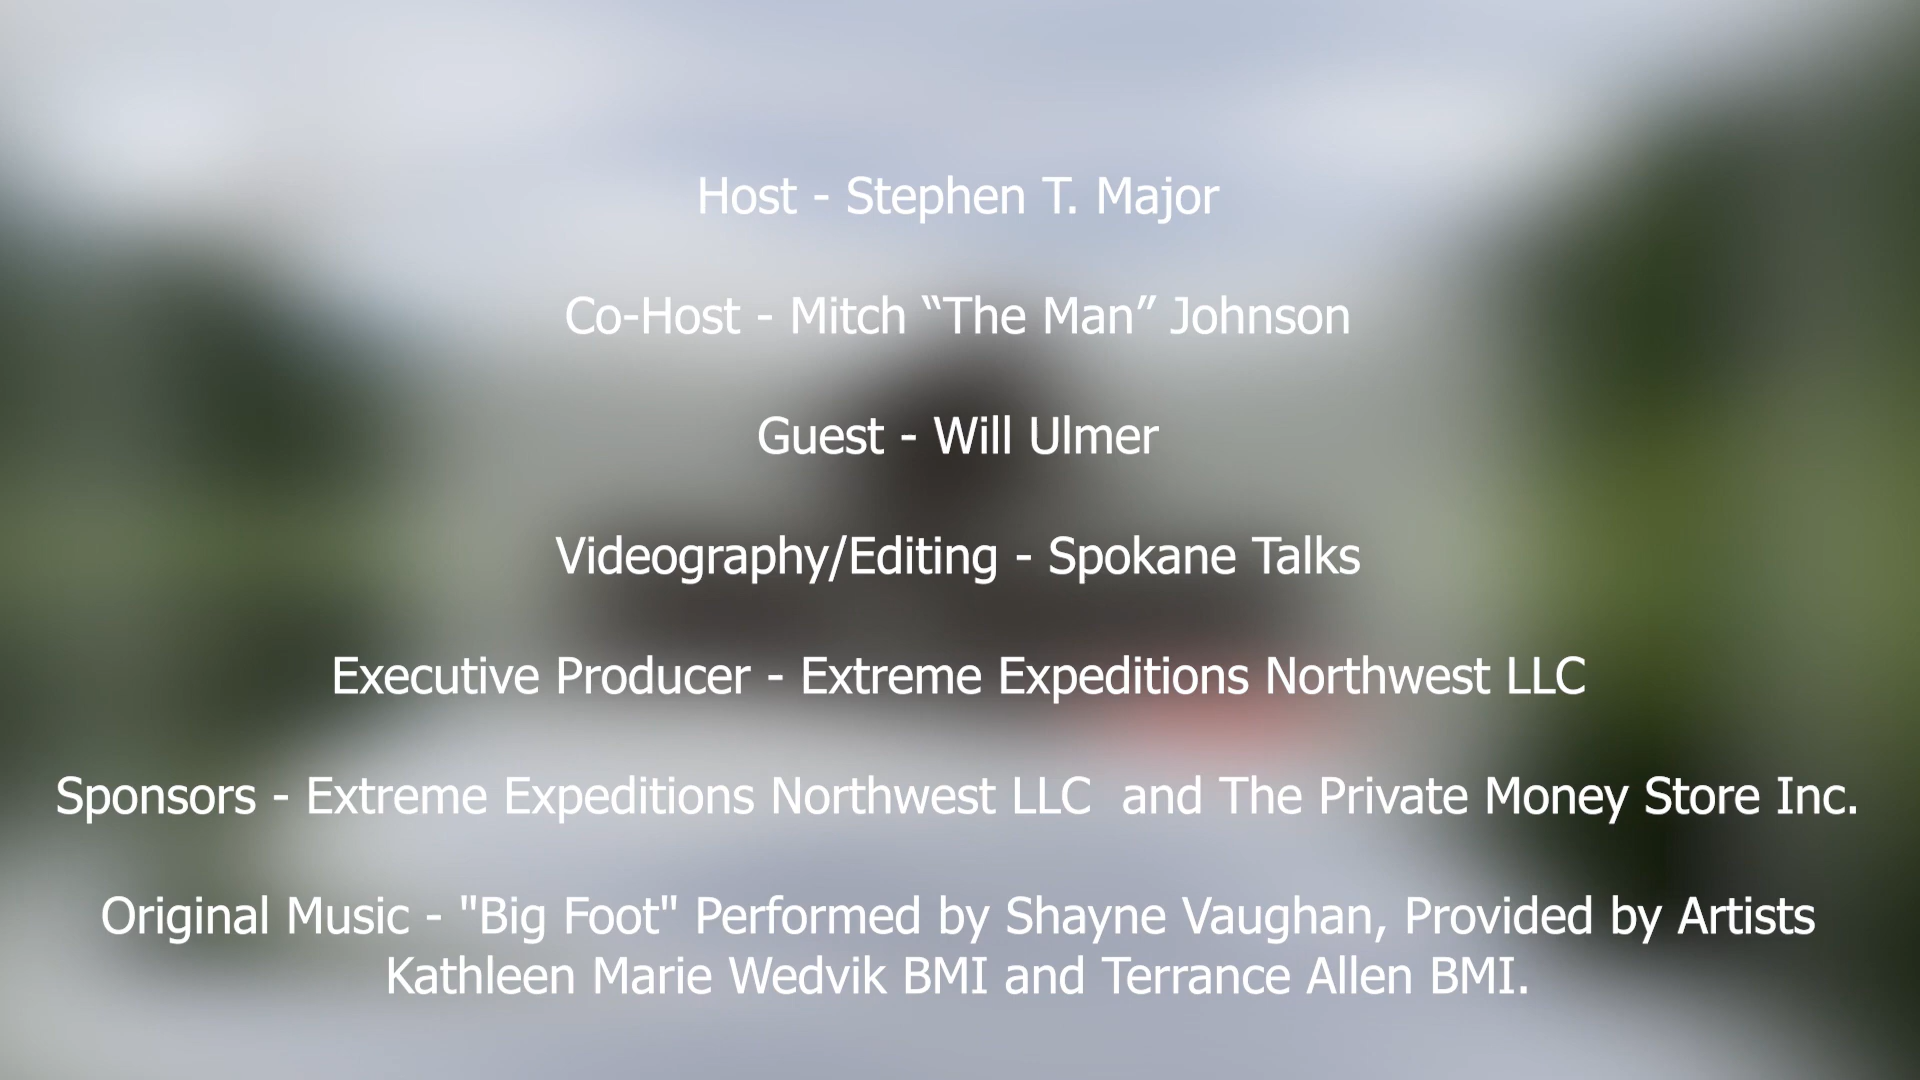 Host - Stephen T. Major
Co-Host - Mitch “The Man” Johnson
Guest - Will Ulmer
Videography/Editing - Spokane Talks
Executive Producer - Extreme Expeditions Northwest LLC
Sponsors - Extreme Expeditions Northwest LLC  and The Private Money Store Inc.
Original Music - "Big Foot" Performed by Shayne Vaughan, Provided by Artists
Kathleen Marie Wedvik BMI and Terrance Allen BMI.